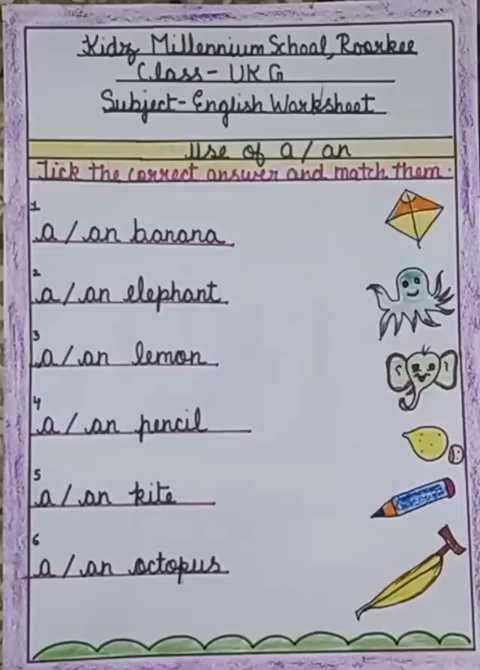 Kidz Millennium School, Roorkee
Class- UKG
Subject-English Worksheet
Use of a / an
Tick the correct answer and match them.
1 a / an banana
2 a / an elephant
3 a / an lemon
4 a / an pencil
5 a / an kite
6 a / an octopus